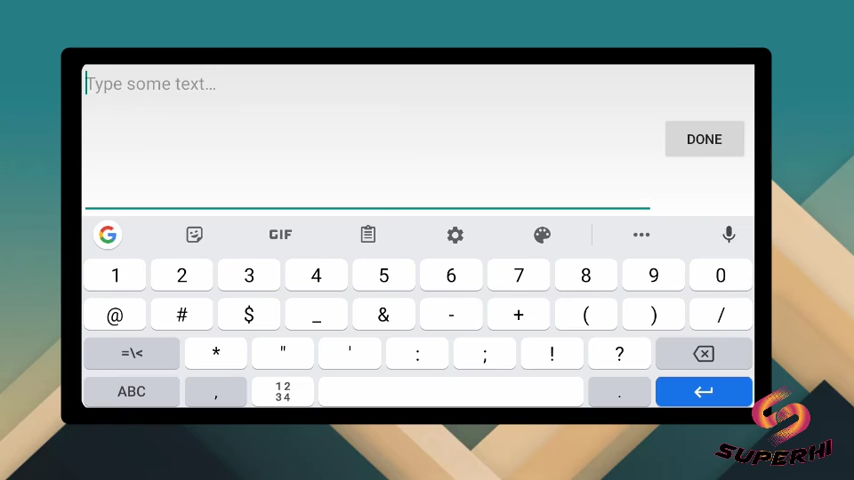 Type some text...
DONE
G GIF
1 2 3 4 5 6 7 8 9 0
@ # $ _ & - + ( ) /
=\< * " ' : ; ! ?
ABC , 12 34 .
SUPERHI